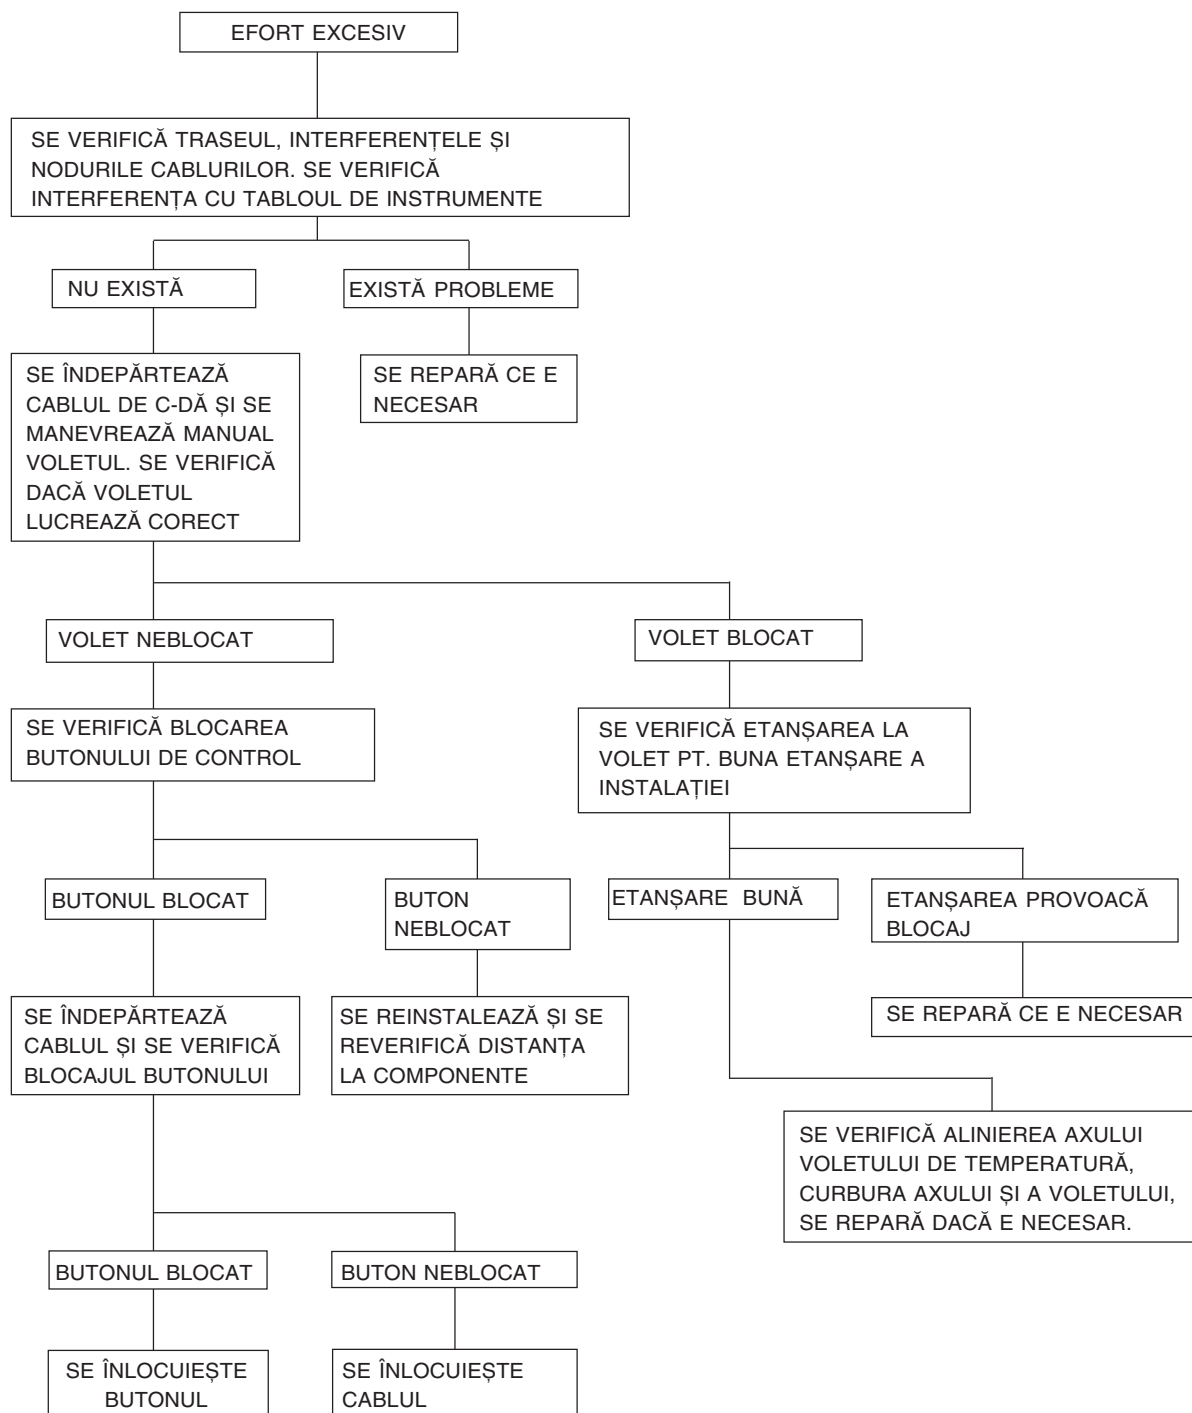 EFORT EXCESIV
SE VERIFICĂ TRASEUL, INTERFERENȚELE ȘI
NODURILE CABLURILOR. SE VERIFICĂ
INTERFERENȚA CU TABLOUL DE INSTRUMENTE
NU EXISTĂ
EXISTĂ PROBLEME
SE ÎNDEPĂRTEAZĂ
CABLUL DE C-DĂ ȘI SE
MANEVREAZĂ MANUAL
VOLETUL. SE VERIFICĂ
DACĂ VOLETUL
LUCREAZĂ CORECT
SE REPARĂ CE E
NECESAR
VOLET NEBLOCAT
VOLET BLOCAT
SE VERIFICĂ BLOCAREA
BUTONULUI DE CONTROL
SE VERIFICĂ ETANȘAREA LA
VOLET PT. BUNA ETANȘARE A
INSTALAȚIEI
BUTONUL BLOCAT
BUTON
NEBLOCAT
ETANȘARE BUNĂ
ETANȘAREA PROVOACĂ
BLOCAJ
SE ÎNDEPĂRTEAZĂ
CABLUL ȘI SE VERIFICĂ
BLOCAJUL BUTONULUI
SE REINSTALEAZĂ ȘI SE
REVERIFICĂ DISTANȚA
LA COMPONENTE
SE REPARĂ CE E NECESAR
SE VERIFICĂ ALINIEREA AXULUI
VOLETULUI DE TEMPERATURĂ,
CURBURA AXULUI ȘI A VOLETULUI,
SE REPARĂ DACĂ E NECESAR.
BUTONUL BLOCAT
BUTON NEBLOCAT
SE ÎNLOCUIEȘTE
BUTONUL
SE ÎNLOCUIEȘTE
CABLUL